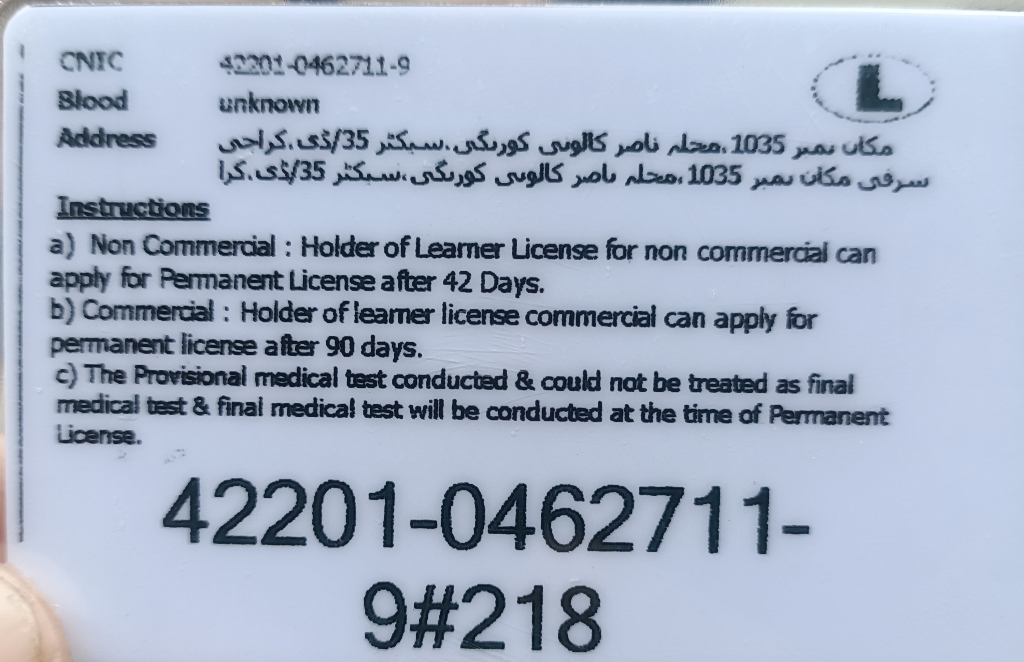 CNIC 42201-0462711-9
L
Blood unknown
Address مکان نمبر 1035 ،محلہ ناصر کالونی کورنگی،سیکٹر 35/ڈی،کراچی
سرفی مکان نمبر 1035 ،محلہ ناصر کالونی کورنگی،سیکٹر 35/ڈی،کرا
Instructions
a) Non Commercial : Holder of Learner License for non commercial can
apply for Permanent License after 42 Days.
b) Commercial : Holder of learner license commercial can apply for
permanent license after 90 days.
c) The Provisional medical test conducted & could not be treated as final
medical test & final medical test will be conducted at the time of Permanent
License.
42201-0462711-
9#218